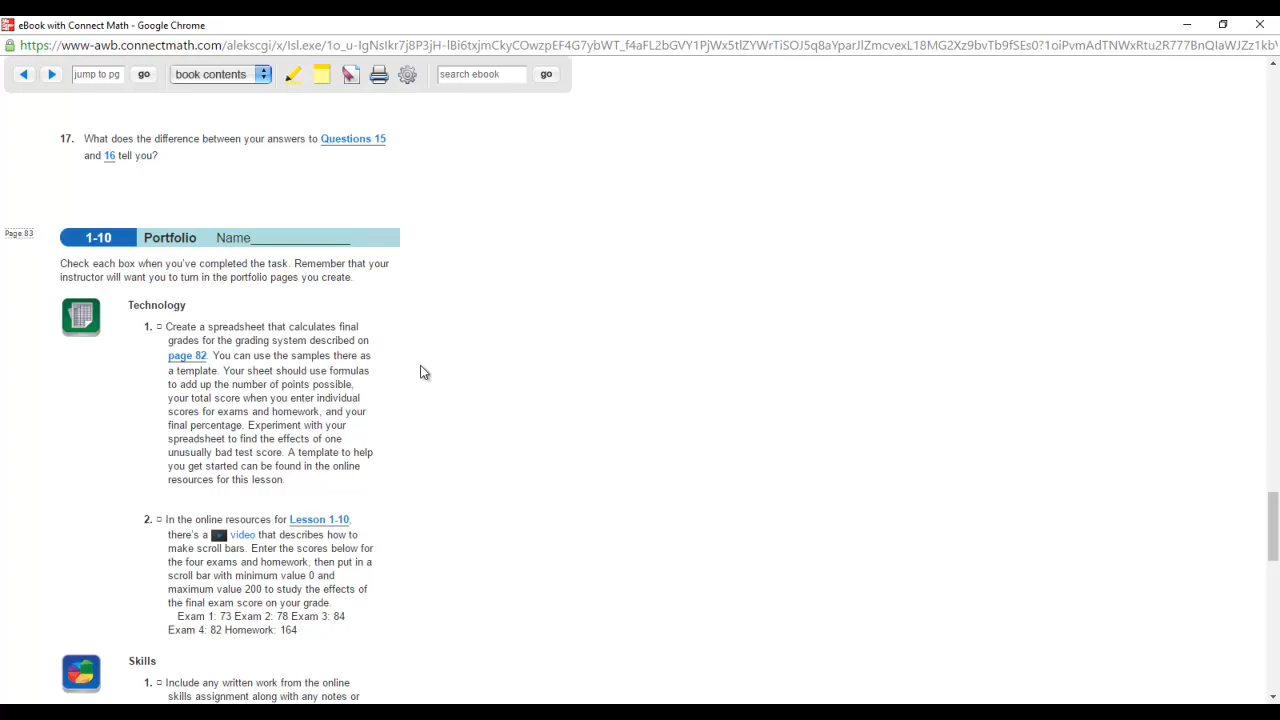 eBook with Connect Math - Google Chrome
jump to pg
go
book contents
search ebook
go
17. What does the difference between your answers to Questions 15
and 16 tell you?
Page 83
1-10 Portfolio Name____________
Check each box when you've completed the task. Remember that your
instructor will want you to turn in the portfolio pages you create.
Technology
1. Create a spreadsheet that calculates final
grades for the grading system described on
page 82. You can use the samples there as
a template. Your sheet should use formulas
to add up the number of points possible,
your total score when you enter individual
scores for exams and homework, and your
final percentage. Experiment with your
spreadsheet to find the effects of one
unusually bad test score. A template to help
you get started can be found in the online
resources for this lesson.
2. In the online resources for Lesson 1-10,
there's a video that describes how to
make scroll bars. Enter the scores below for
the four exams and homework, then put in a
scroll bar with minimum value 0 and
maximum value 200 to study the effects of
the final exam score on your grade.
Exam 1: 73 Exam 2: 78 Exam 3: 84
Exam 4: 82 Homework: 164
Skills
1. Include any written work from the online
skills assignment along with any notes or